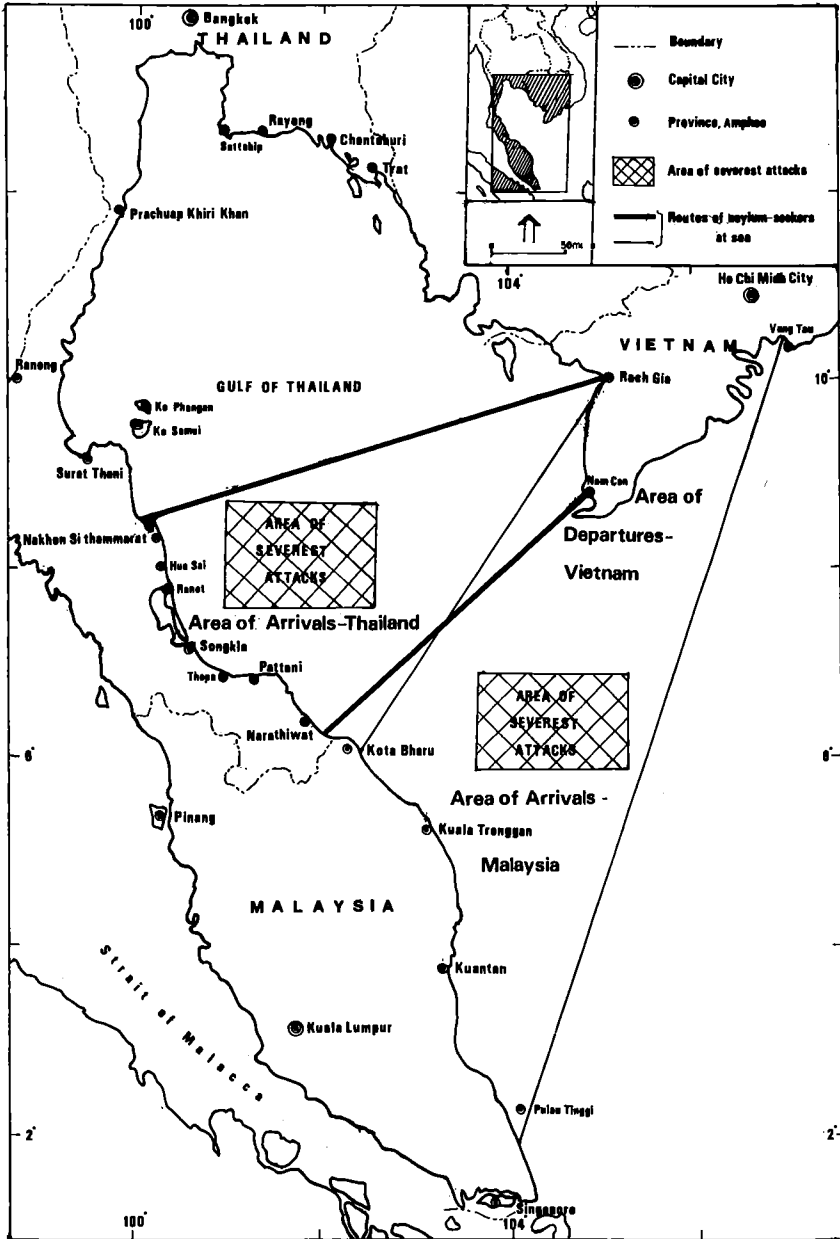 100°
Bangkok
THAILAND
Boundary
Capital City
Province, Amphoe
Area of severest attacks
Routes of asylum-seekers
at sea
104°
Rayong
Sattahip
Chantaburi
Trat
Prachuap Khiri Khan
Ho Chi Minh City
Vung Tau
VIETNAM
Ranong
GULF OF THAILAND
Rach Gia
10°
Ko Phangan
Ko Samui
Surat Thani
Nam Can
Area of
Departures-
Vietnam
Nakhon Si thammarat
AREA OF
SEVEREST
ATTACKS
Hua Sai
Ranot
Area of Arrivals-Thailand
Songkla
Thepa
Pattani
Narathiwat
AREA OF
SEVEREST
ATTACKS
6°
Kota Bharu
Area of Arrivals -
Malaysia
Pinang
Kuala Trenggan
MALAYSIA
Kuantan
Strait of Malacca
Kuala Lumpur
Pulau Tinggi
2°
2°
Singapore
100°
104°